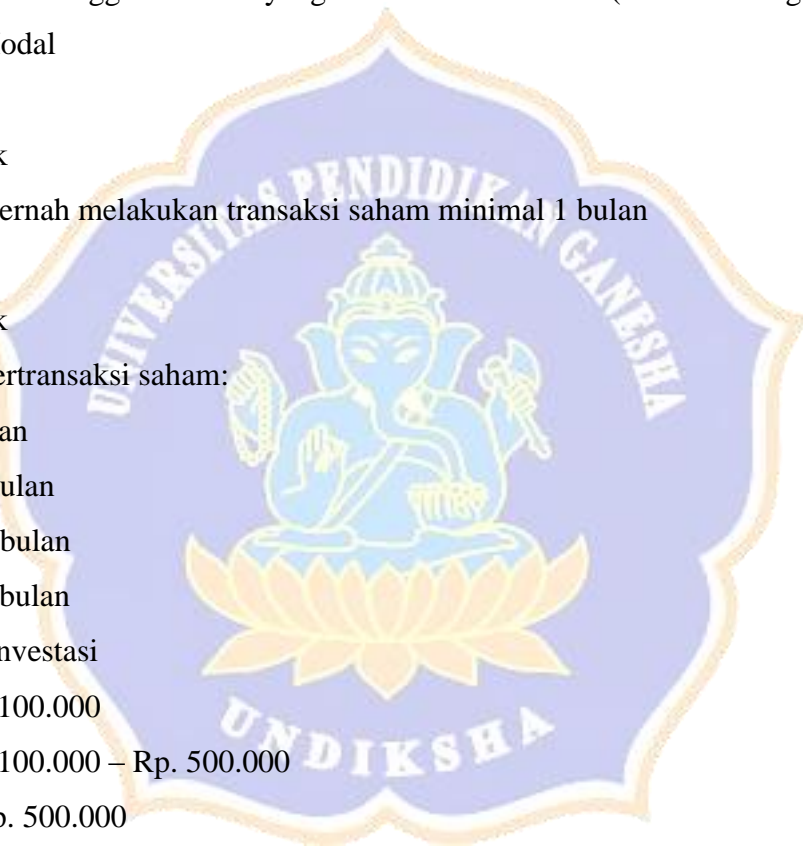 yang
odal
k
UNIVERSITAS PENDIDIKAN GANESHA
ernah melakukan transaksi saham minimal 1 bulan
k
ertransaksi saham:
an
ulan
bulan
bulan
nvestasi
100.000
100.000 – Rp. 500.000
p. 500.000
UNDIKSHA